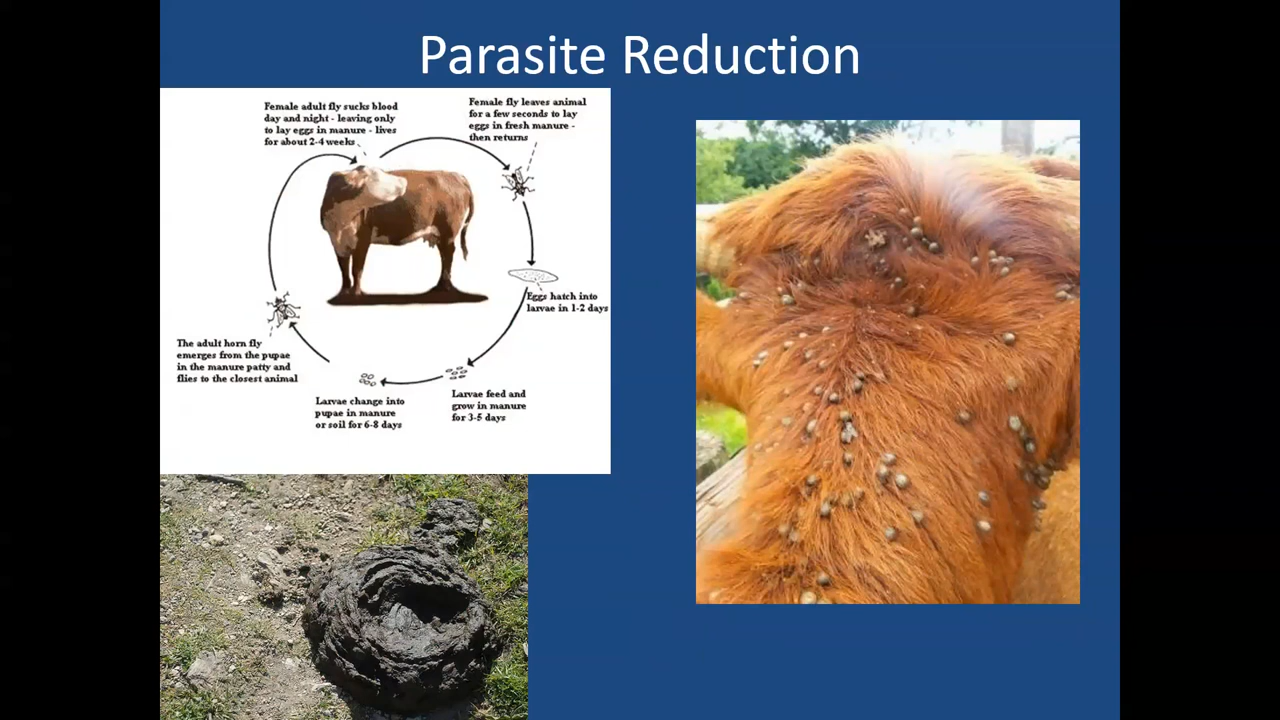 Parasite Reduction
Female adult fly sucks blood
day and night - leaving only
to lay eggs in manure - lives
for about 2-4 weeks
Female fly leaves animal
for a few seconds to lay
eggs in fresh manure -
then returns
Eggs hatch into
larvae in 1-2 days
Larvae feed and
grow in manure
for 3-5 days
Larvae change into
pupae in manure
or soil for 6-8 days
The adult horn fly
emerges from the pupae
in the manure patty and
flies to the closest animal